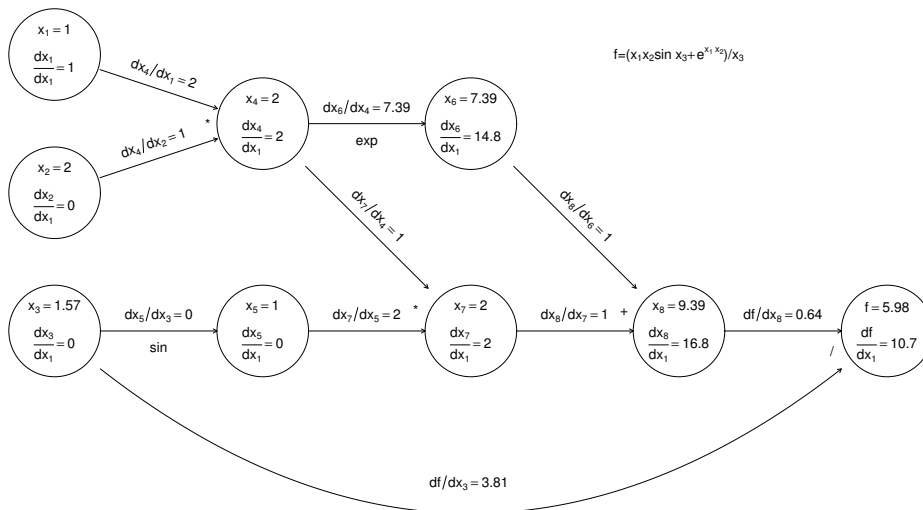 x₁ = 1
dx₁/dx₁ = 1
dx₄/dx₁ = 2
f=(x₁x₂sin x₃+e^{x₁ x₂})/x₃
x₂ = 2
dx₂/dx₁ = 0
dx₄/dx₂ = 1
*
x₄ = 2
dx₄/dx₁ = 2
dx₆/dx₄ = 7.39
exp
x₆ = 7.39
dx₆/dx₁ = 14.8
dx₇/dx₄ = 1
dx₈/dx₆ = 1
x₃ = 1.57
dx₃/dx₁ = 0
dx₅/dx₃ = 0
sin
x₅ = 1
dx₅/dx₁ = 0
dx₇/dx₅ = 2
*
x₇ = 2
dx₇/dx₁ = 2
dx₈/dx₇ = 1
+
x₈ = 9.39
dx₈/dx₁ = 16.8
df/dx₈ = 0.64
/
f = 5.98
df/dx₁ = 10.7
df/dx₃ = 3.81